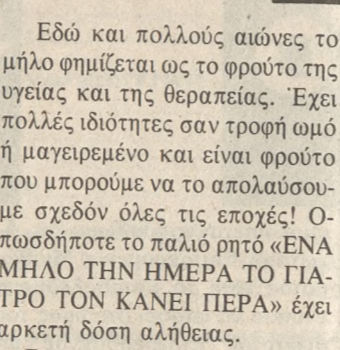 Εδώ και πολλούς αιώνες το
μήλο φημίζεται ως το φρούτο της
υγείας και της θεραπείας. Έχει
πολλές ιδιότητες σαν τροφή ωμό
ή μαγειρεμένο και είναι φρούτο
που μπορούμε να το απολαύσου-
με σχεδόν όλες τις εποχές! Ο-
πωσδήποτε το παλιό ρητό «ΕΝΑ
ΜΗΛΟ ΤΗΝ ΗΜΕΡΑ ΤΟ ΓΙΑ-
ΤΡΟ ΤΟΝ ΚΑΝΕΙ ΠΕΡΑ» έχει
αρκετή δόση αλήθειας.